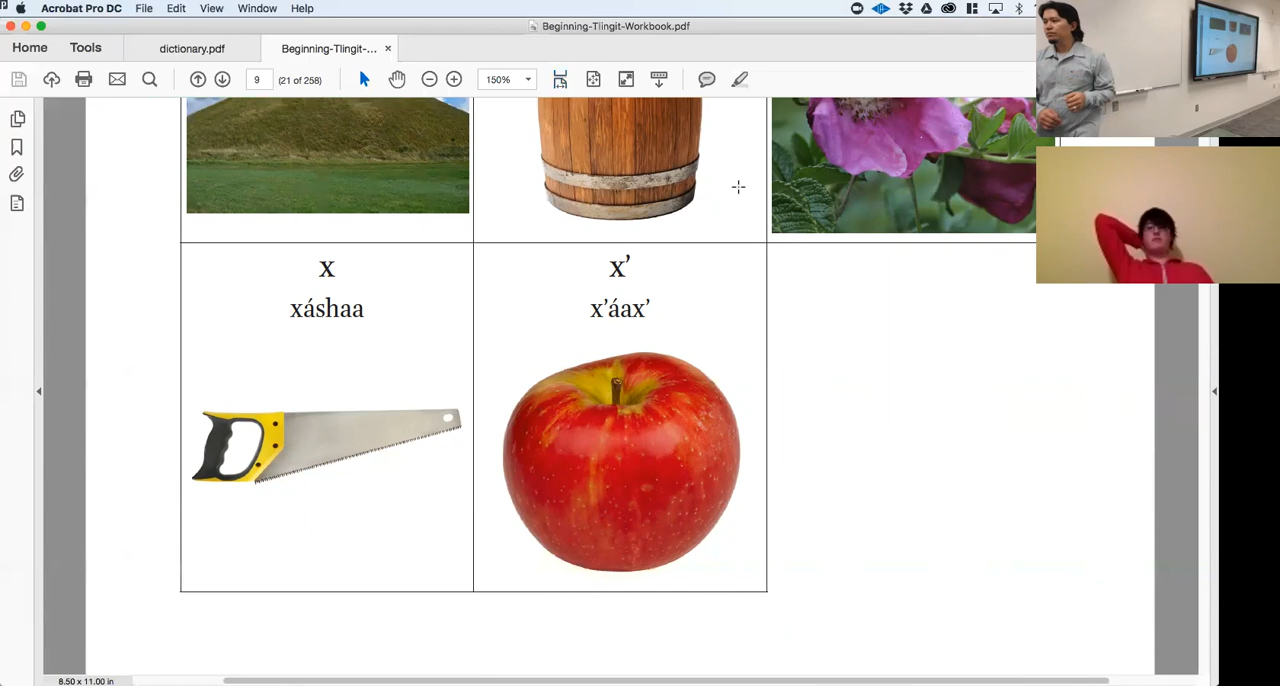 Acrobat Pro DC File Edit View Window Help
Beginning-Tlingit-Workbook.pdf
Home Tools dictionary.pdf Beginning-Tlingit-... ×
9 (21 of 258) 150%
x x’
xáshaa x’áax’
8.50 x 11.00 in